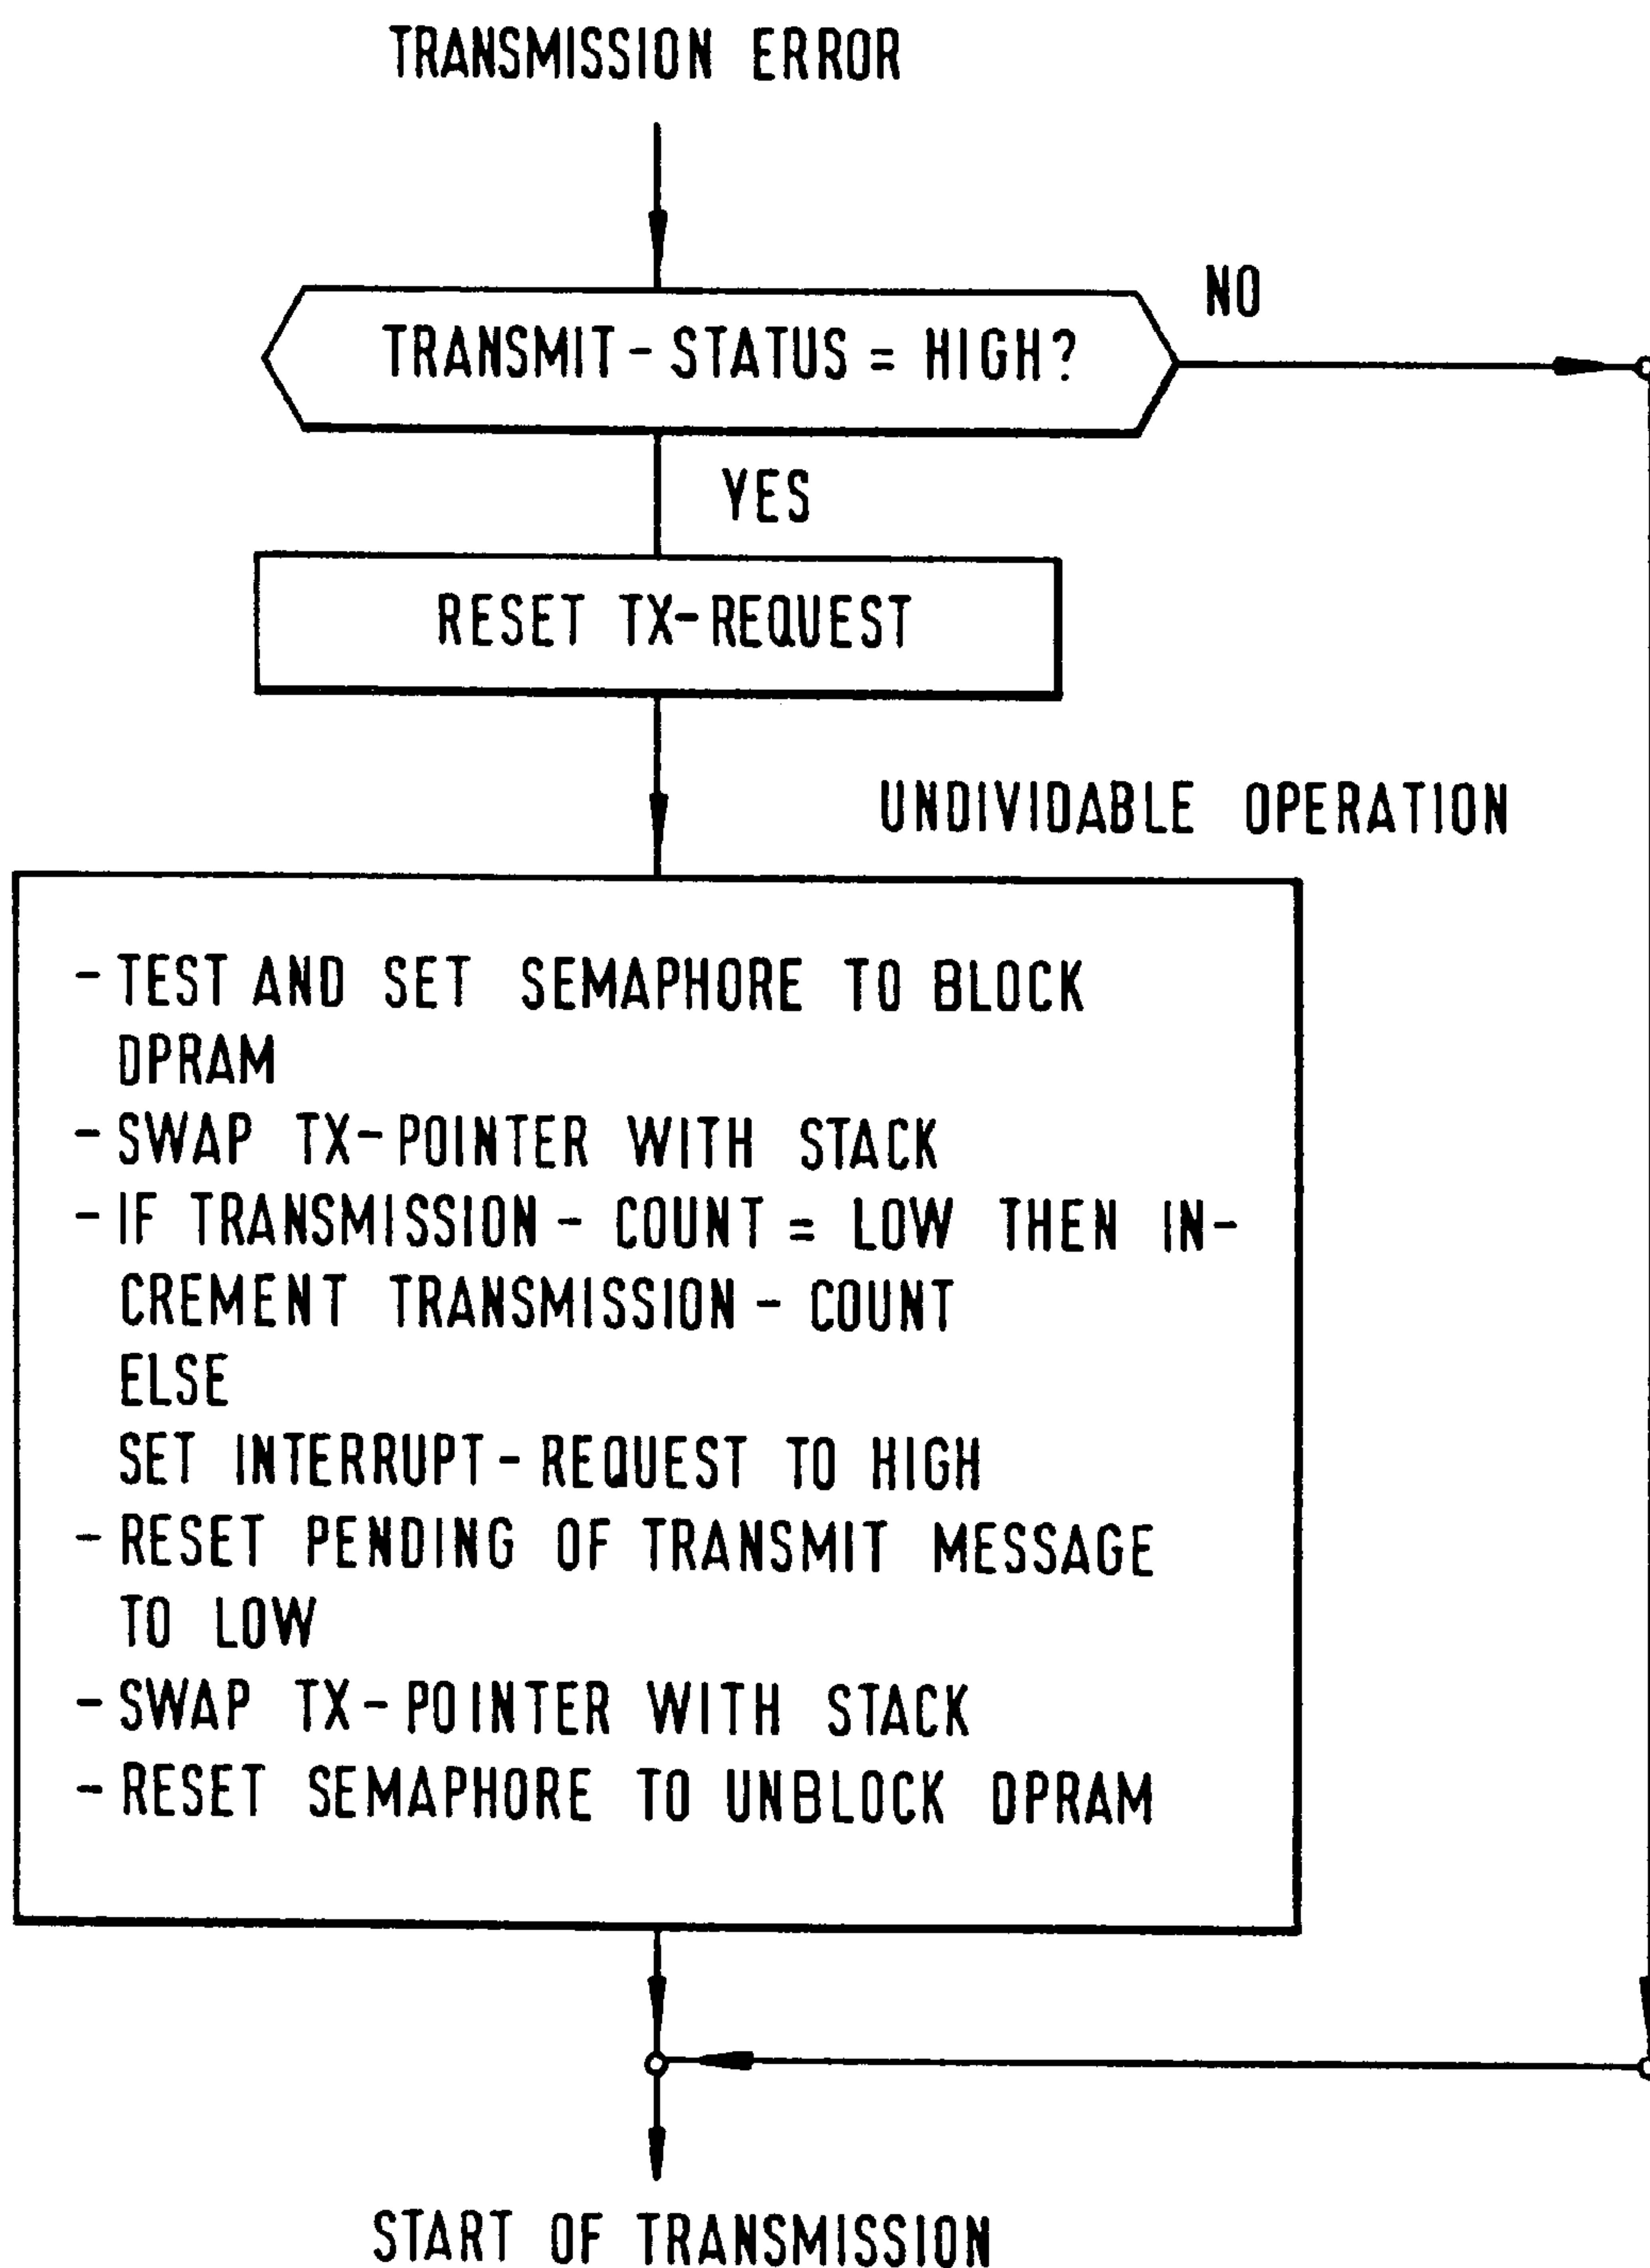 TRANSMISSION ERROR
NO
TRANSMIT-STATUS = HIGH?
YES
RESET TX-REQUEST
UNDIVIDABLE OPERATION
- TEST AND SET SEMAPHORE TO BLOCK
DPRAM
- SWAP TX-POINTER WITH STACK
- IF TRANSMISSION - COUNT = LOW THEN IN-
CREMENT TRANSMISSION - COUNT
ELSE
SET INTERRUPT-REQUEST TO HIGH
- RESET PENDING OF TRANSMIT MESSAGE
TO LOW
- SWAP TX-POINTER WITH STACK
- RESET SEMAPHORE TO UNBLOCK DPRAM
START OF TRANSMISSION